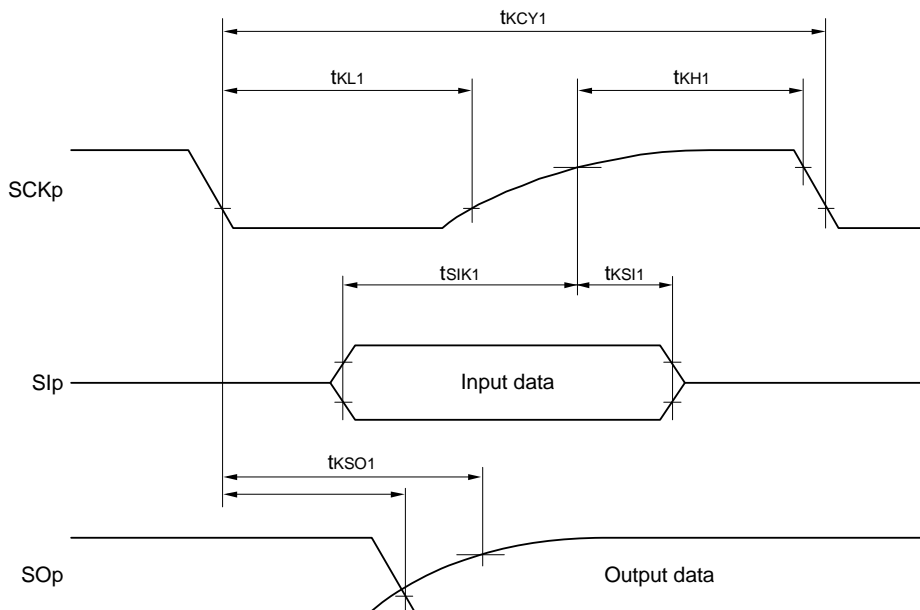 tKCY1
tKL1 tKH1
SCKp
tSIK1 tKSI1
SIp Input data
tKSO1
SOp Output data